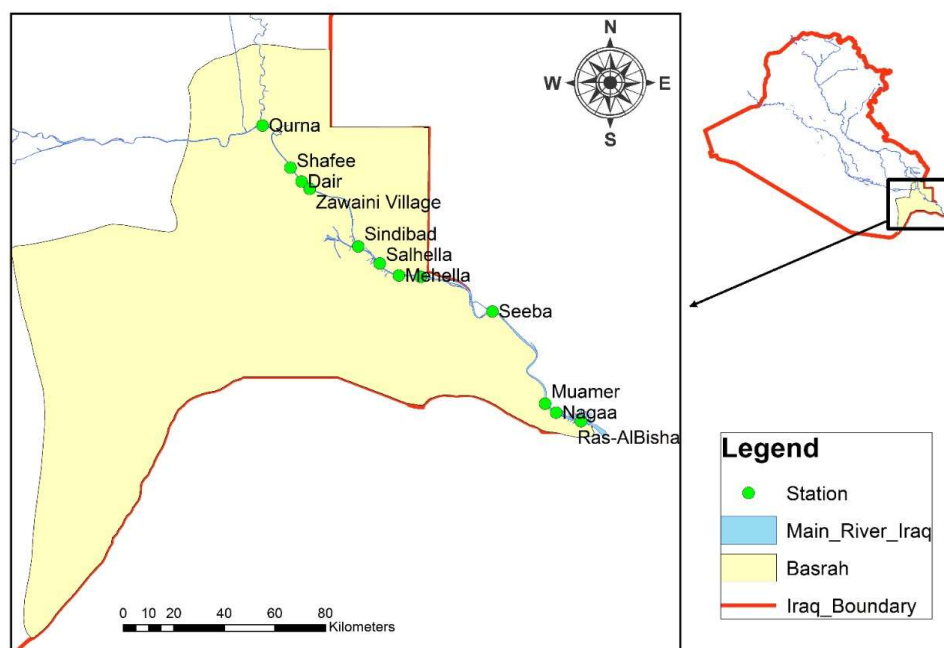 N
W
E
S
Qurna
Shafee
Dair
Zawaini Village
Sindibad
Salhella
Mehella
Seeba
Muamer
Nagaa
Ras-AlBisha
0 10 20 40 60 80
Kilometers
Legend
Station
Main_River_Iraq
Basrah
Iraq_Boundary